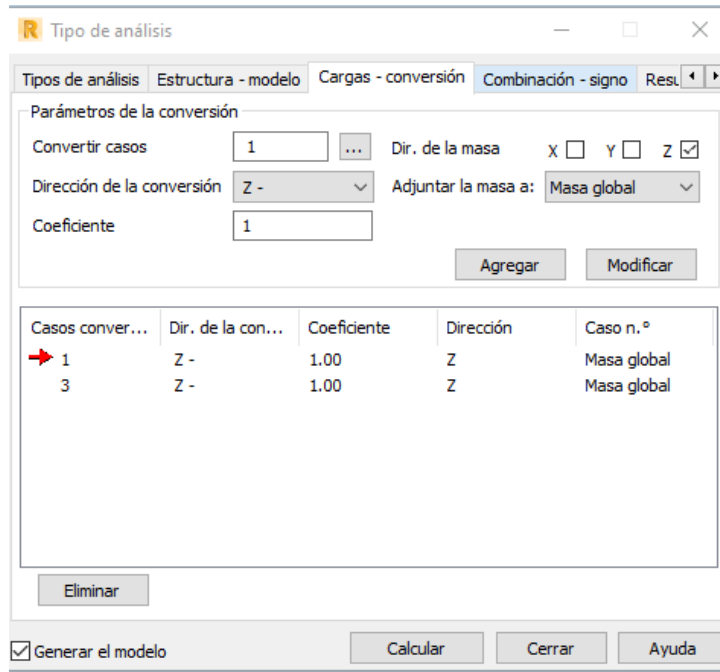 R Tipo de análisis
Tipos de análisis Estructura - modelo Cargas - conversión Combinación - signo Resu
Parámetros de la conversión
Convertir casos 1 ... Dir. de la masa X Y Z
Dirección de la conversión Z - Adjuntar la masa a: Masa global
Coeficiente 1
Agregar Modificar
Casos conver... Dir. de la con... Coeficiente Dirección Caso n.º
1 Z - 1.00 Z Masa global
3 Z - 1.00 Z Masa global
Eliminar
Generar el modelo Calcular Cerrar Ayuda